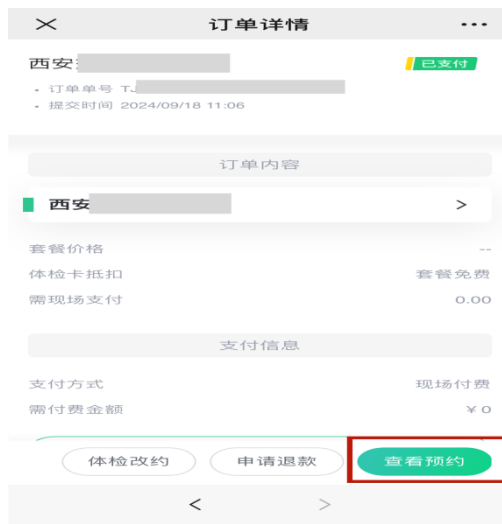 订单详情
西安
已支付
订单单号 TJ
提交时间 2024/09/18 11:06
订单内容
西安 >
套餐价格 --
体检卡抵扣 套餐免费
需现场支付 0.00
支付信息
支付方式 现场付费
需付费金额 ¥0
体检改约 申请退款 查看预约
< >